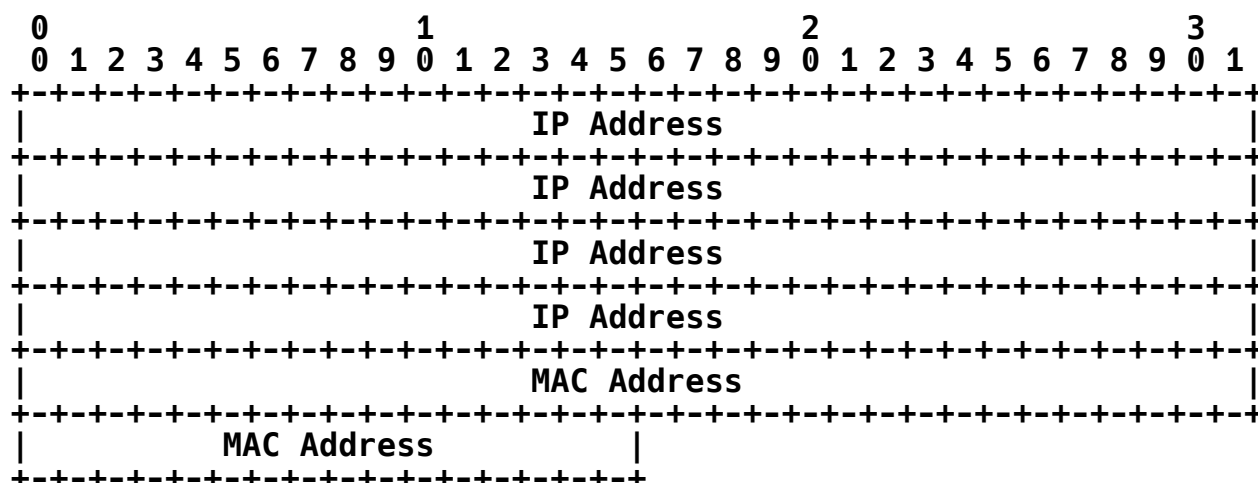 0                   1                   2                   3
 0 1 2 3 4 5 6 7 8 9 0 1 2 3 4 5 6 7 8 9 0 1 2 3 4 5 6 7 8 9 0 1
+-+-+-+-+-+-+-+-+-+-+-+-+-+-+-+-+-+-+-+-+-+-+-+-+-+-+-+-+-+-+-+-+
|                          IP Address                           |
+-+-+-+-+-+-+-+-+-+-+-+-+-+-+-+-+-+-+-+-+-+-+-+-+-+-+-+-+-+-+-+-+
|                          IP Address                           |
+-+-+-+-+-+-+-+-+-+-+-+-+-+-+-+-+-+-+-+-+-+-+-+-+-+-+-+-+-+-+-+-+
|                          IP Address                           |
+-+-+-+-+-+-+-+-+-+-+-+-+-+-+-+-+-+-+-+-+-+-+-+-+-+-+-+-+-+-+-+-+
|                          IP Address                           |
+-+-+-+-+-+-+-+-+-+-+-+-+-+-+-+-+-+-+-+-+-+-+-+-+-+-+-+-+-+-+-+-+
|                          MAC Address                          |
+-+-+-+-+-+-+-+-+-+-+-+-+-+-+-+-+-+-+-+-+-+-+-+-+-+-+-+-+-+-+-+-+
|          MAC Address          |
+-+-+-+-+-+-+-+-+-+-+-+-+-+-+-+-+